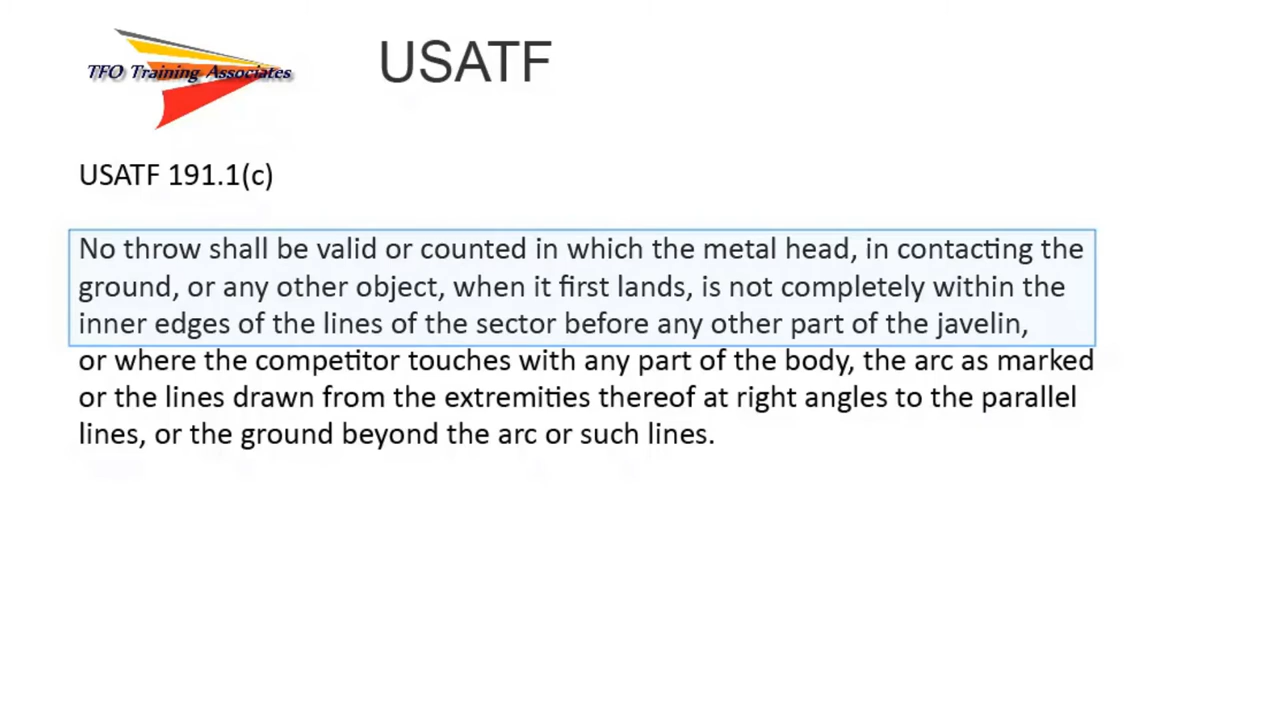 TFO Training Associates
USATF
USATF 191.1(c)
No throw shall be valid or counted in which the metal head, in contacting the
ground, or any other object, when it first lands, is not completely within the
inner edges of the lines of the sector before any other part of the javelin,
or where the competitor touches with any part of the body, the arc as marked
or the lines drawn from the extremities thereof at right angles to the parallel
lines, or the ground beyond the arc or such lines.